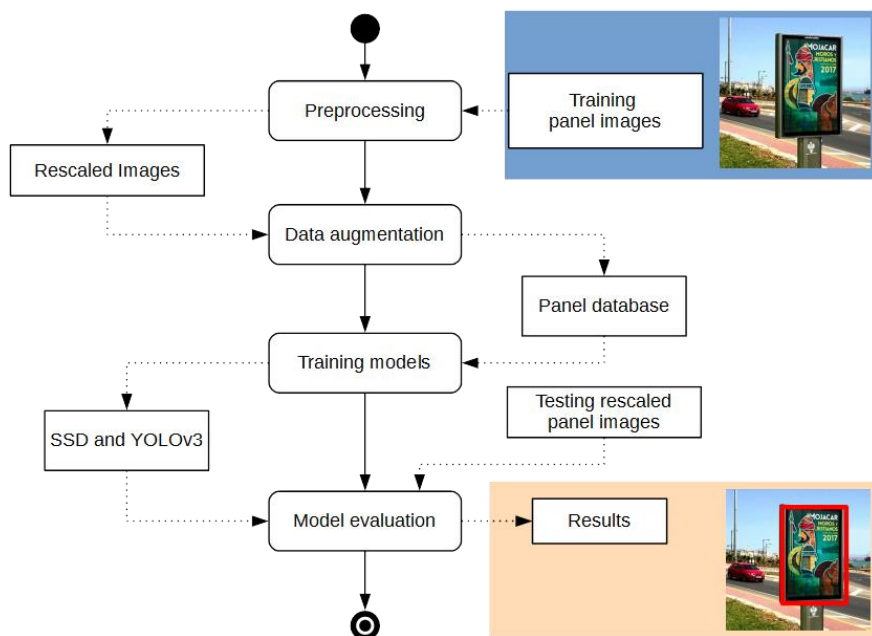 Preprocessing
Training
panel images
MOJACAR
MOROS Y
CRISTIANOS
2017
Rescaled Images
Data augmentation
Panel database
Training models
Testing rescaled
panel images
SSD and YOLOv3
Model evaluation
Results
MOJACAR
MOROS Y
CRISTIANOS
2017